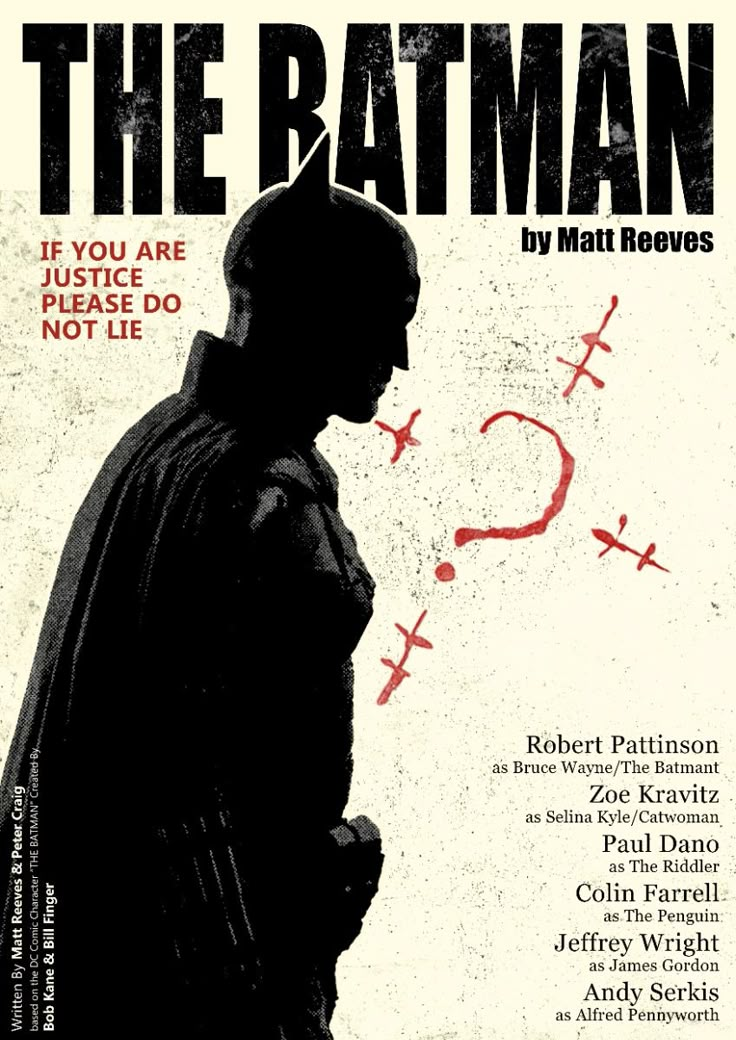 THE BATMAN
by Matt Reeves
IF YOU ARE
JUSTICE
PLEASE DO
NOT LIE
Robert Pattinson
as Bruce Wayne/The Batmant
Zoe Kravitz
as Selina Kyle/Catwoman
Paul Dano
as The Riddler
Colin Farrell
as The Penguin
Jeffrey Wright
as James Gordon
Andy Serkis
as Alfred Pennyworth
Written By Matt Reeves & Peter Craig
based on the DC Comic Character "THE BATMAN" Created By
Bob Kane & Bill Finger